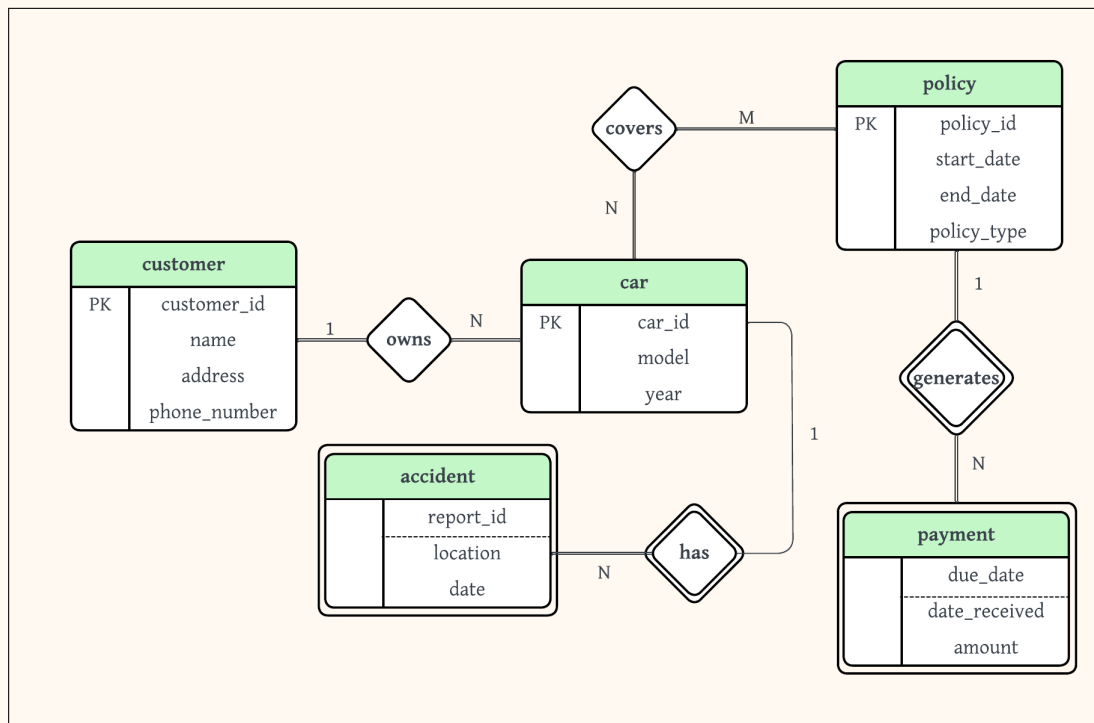 covers
M
policy
PK
policy_id
start_date
end_date
policy_type
N
customer
PK
customer_id
name
address
phone_number
1
owns
N
car
PK
car_id
model
year
1
generates
N
accident
report_id
location
date
N
has
1
payment
due_date
date_received
amount